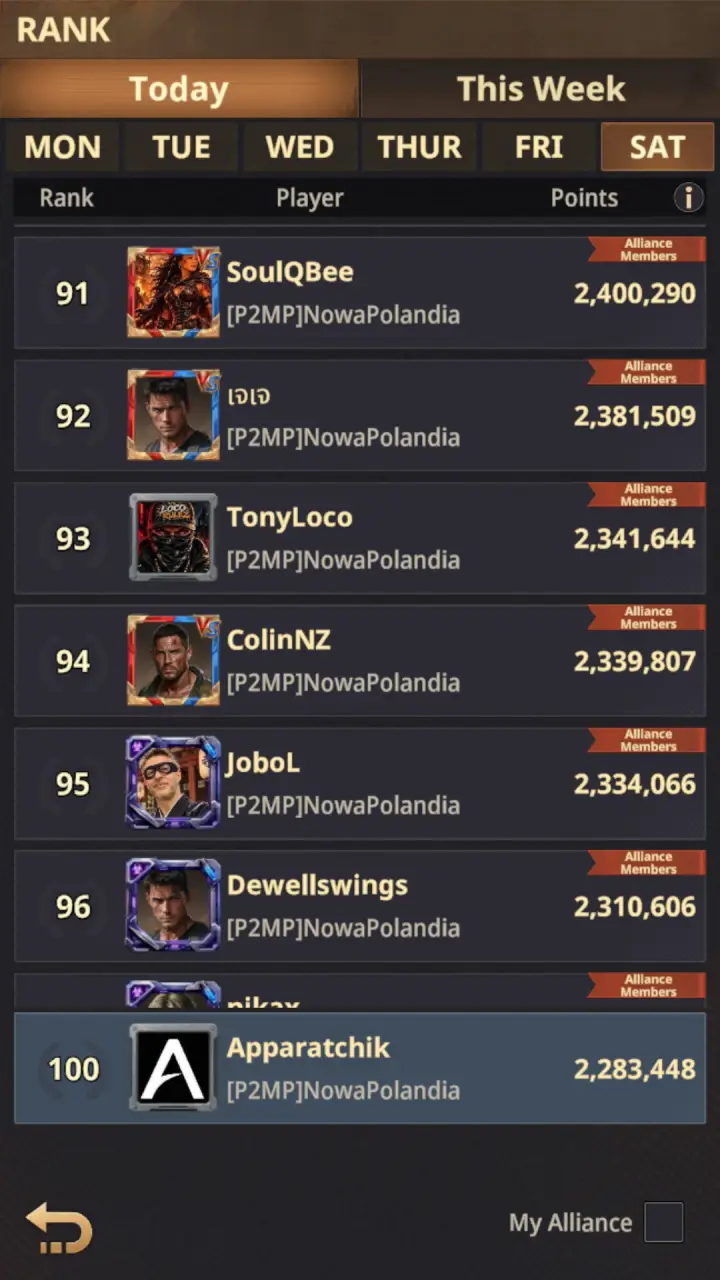 RANK
Today
This Week
MON
TUE
WED
THUR
FRI
SAT
Rank
Player
Points
i
91
VS
SoulQBee
[P2MP]NowaPolandia
Alliance
Members
2,400,290
92
VS
เจเจ
[P2MP]NowaPolandia
Alliance
Members
2,381,509
93
LOCO
TonyLoco
[P2MP]NowaPolandia
Alliance
Members
2,341,644
94
VS
ColinNZ
[P2MP]NowaPolandia
Alliance
Members
2,339,807
95
JoboL
[P2MP]NowaPolandia
Alliance
Members
2,334,066
96
Dewellswings
[P2MP]NowaPolandia
Alliance
Members
2,310,606
Alliance
Members
100
A
Apparatchik
[P2MP]NowaPolandia
2,283,448
My Alliance